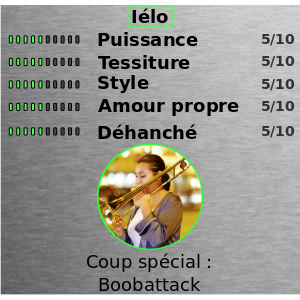 Iélo
Puissance 5/10
Tessiture 5/10
Style 5/10
Amour propre 5/10
Déhanché 5/10
Coup spécial :
Boobattack